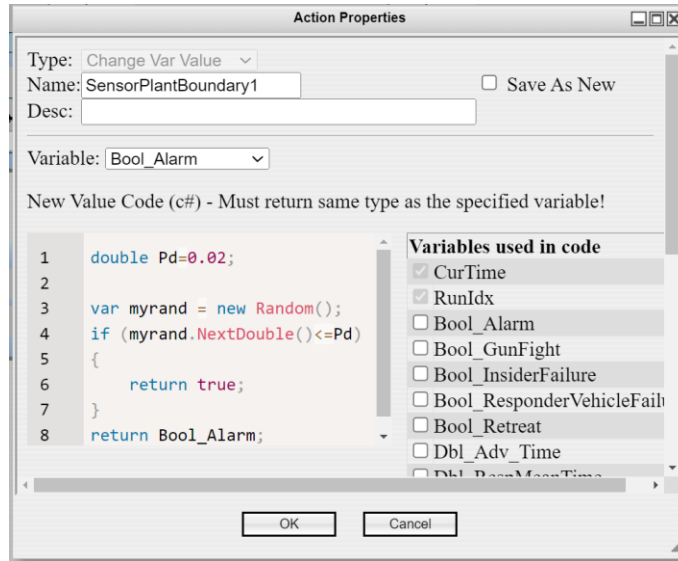 Action Properties
Type: Change Var Value
Name: SensorPlantBoundary1
Save As New
Desc:
Variable: Bool_Alarm
New Value Code (c#) - Must return same type as the specified variable!
1 double Pd=0.02;
2
3 var myrand = new Random();
4 if (myrand.NextDouble()<=Pd)
5 {
6 return true;
7 }
8 return Bool_Alarm;
Variables used in code
CurTime
RunIdx
Bool_Alarm
Bool_GunFight
Bool_InsiderFailure
Bool_ResponderVehicleFail
Bool_Retreat
Dbl_Adv_Time
Dbl_RespMeanTime
OK
Cancel